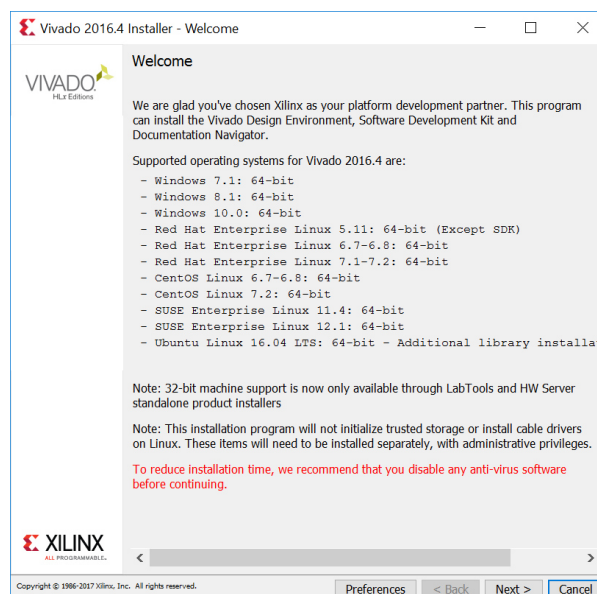 Vivado 2016.4 Installer - Welcome
VIVADO
HLx Editions
Welcome
We are glad you've chosen Xilinx as your platform development partner. This program
can install the Vivado Design Environment, Software Development Kit and
Documentation Navigator.
Supported operating systems for Vivado 2016.4 are:
- Windows 7.1: 64-bit
- Windows 8.1: 64-bit
- Windows 10.0: 64-bit
- Red Hat Enterprise Linux 5.11: 64-bit (Except SDK)
- Red Hat Enterprise Linux 6.7-6.8: 64-bit
- Red Hat Enterprise Linux 7.1-7.2: 64-bit
- CentOS Linux 6.7-6.8: 64-bit
- CentOS Linux 7.2: 64-bit
- SUSE Enterprise Linux 11.4: 64-bit
- SUSE Enterprise Linux 12.1: 64-bit
- Ubuntu Linux 16.04 LTS: 64-bit - Additional library installa
Note: 32-bit machine support is now only available through LabTools and HW Server
standalone product installers
Note: This installation program will not initialize trusted storage or install cable drivers
on Linux. These items will need to be installed separately, with administrative privileges.
To reduce installation time, we recommend that you disable any anti-virus software
before continuing.
XILINX
ALL PROGRAMMABLE.
Copyright © 1986-2017 Xilinx, Inc. All rights reserved.
Preferences < Back Next > Cancel